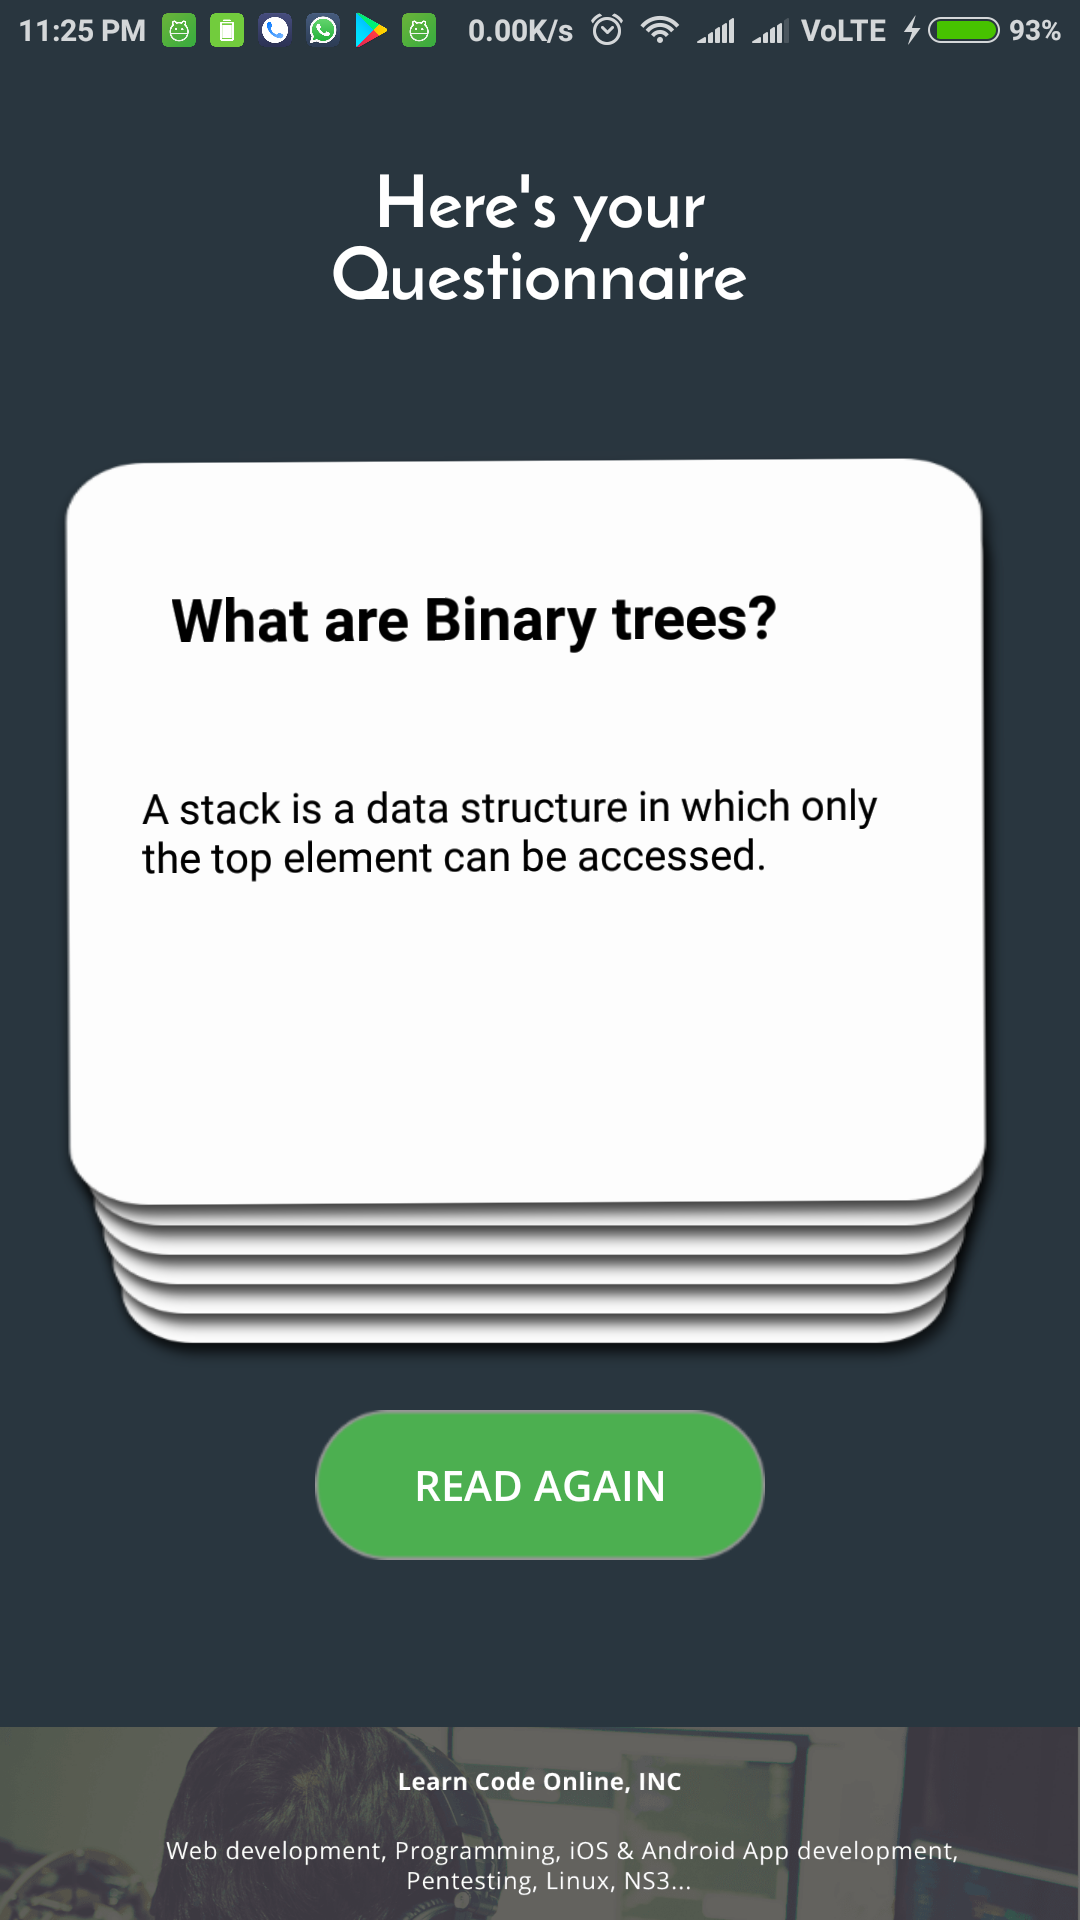 11:25 PM 0.00K/s VoLTE 93%
Here's your
Questionnaire
What are Binary trees?
A stack is a data structure in which only
the top element can be accessed.
READ AGAIN
Learn Code Online, INC
Web development, Programming, iOS & Android App development,
Pentesting, Linux, NS3...